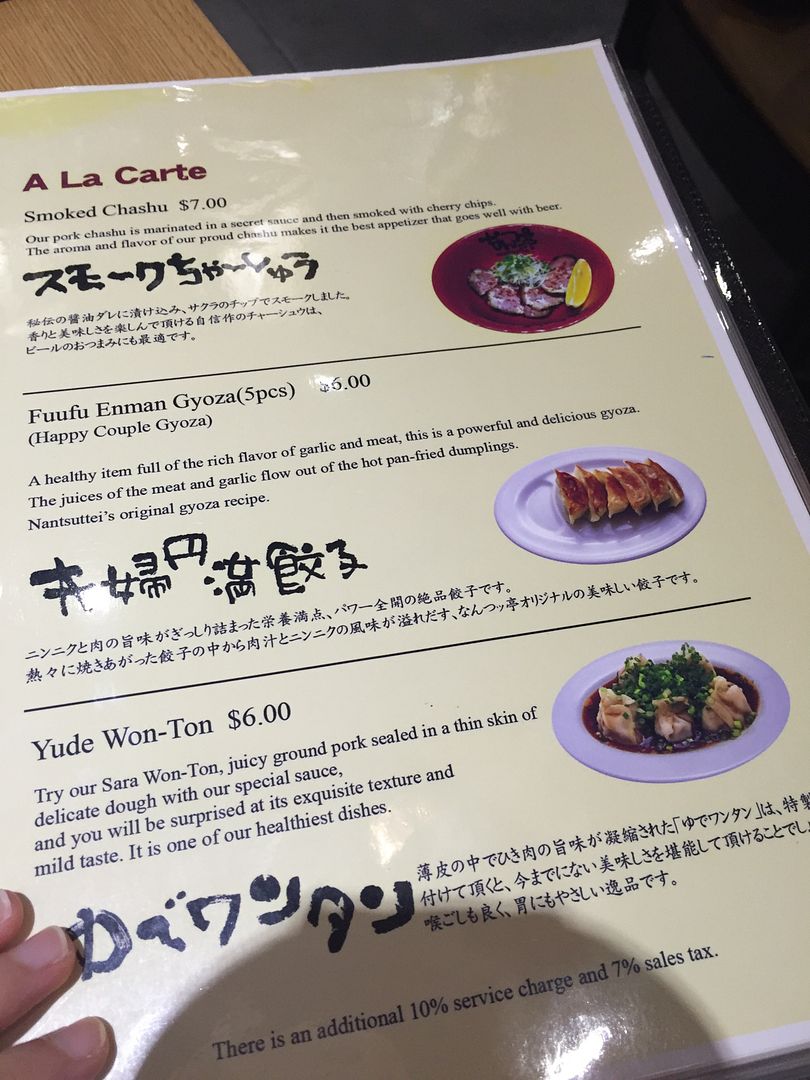 A La Carte
Smoked Chashu $7.00
Our pork chashu is marinated in a secret sauce and then smoked with cherry chips.
The aroma and flavor of our proud chashu makes it the best appetizer that goes well with beer.
スモークちゃーしゅう
秘伝の醤油ダレに漬け込み、サクラのチップでスモークしました。
香りと美味しさを楽しんで頂ける自信作のチャーシュウは、
ビールのおつまみにも最適です。
Fuufu Enman Gyoza(5pcs) $6.00
(Happy Couple Gyoza)
A healthy item full of the rich flavor of garlic and meat, this is a powerful and delicious gyoza.
The juices of the meat and garlic flow out of the hot pan-fried dumplings.
Nantsuttei's original gyoza recipe.
夫婦円満餃子
ニンニクと肉の旨味がぎっしり詰まった栄養満点、パワー全開の絶品餃子です。
熱々に焼きあがった餃子の中から肉汁とニンニクの風味が溢れだす、なんつッ亭オリジナルの美味しい餃子です。
Yude Won-Ton $6.00
Try our Sara Won-Ton, juicy ground pork sealed in a thin skin of
delicate dough with our special sauce,
and you will be surprised at its exquisite texture and
mild taste. It is one of our healthiest dishes.
ゆでワンタン
薄皮の中でひき肉の旨味が凝縮された「ゆでワンタン」は、特製
付けて頂くと、今までにない美味しさを堪能して頂けることでしょ
喉ごしも良く、胃にもやさしい逸品です。
There is an additional 10% service charge and 7% sales tax.